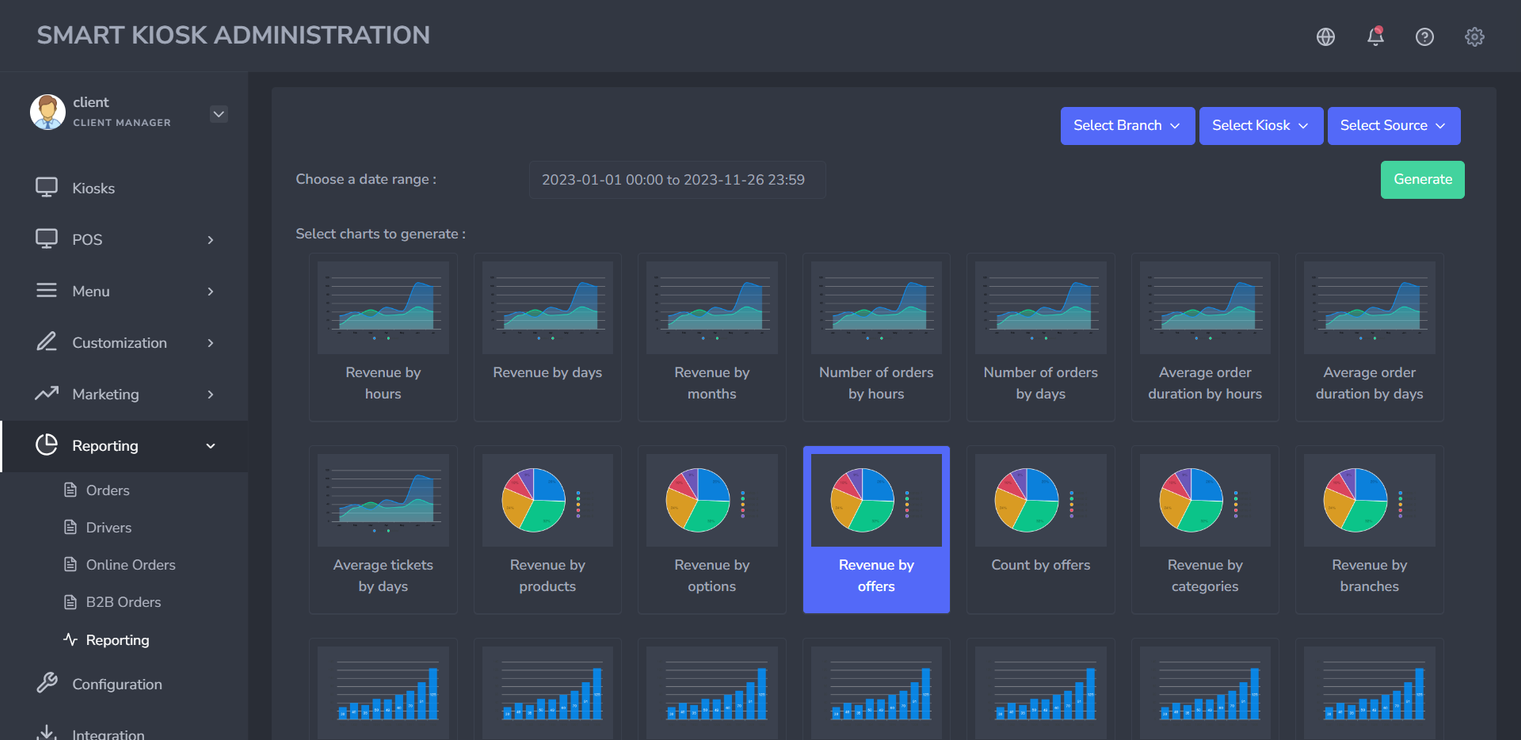 SMART KIOSK ADMINISTRATION
client
CLIENT MANAGER
Kiosks
POS
Menu
Customization
Marketing
Reporting
Orders
Drivers
Online Orders
B2B Orders
Reporting
Configuration
Integration
Select Branch
Select Kiosk
Select Source
Choose a date range :
2023-01-01 00:00 to 2023-11-26 23:59
Generate
Select charts to generate :
Revenue by
hours
Revenue by days
Revenue by
months
Number of orders
by hours
Number of orders
by days
Average order
duration by hours
Average order
duration by days
Average tickets
by days
Revenue by
products
Revenue by
options
Revenue by
offers
Count by offers
Revenue by
categories
Revenue by
branches